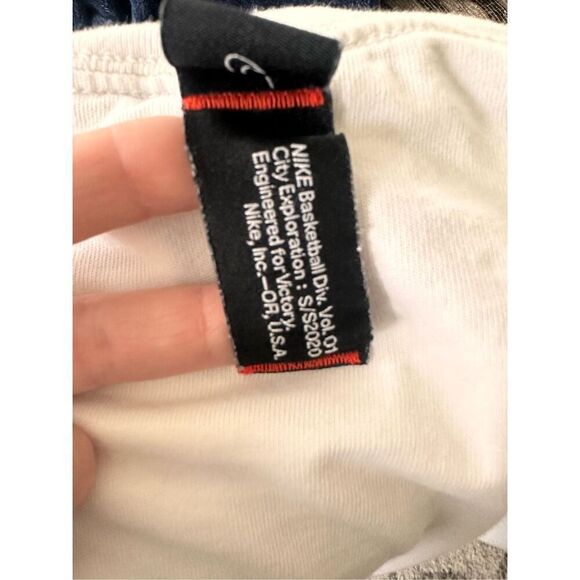 NIKE Basketball Div. Vol. 01
City Exploration : S/S2020
Engineered for Victory.
Nike, Inc.—OR, U.S.A.